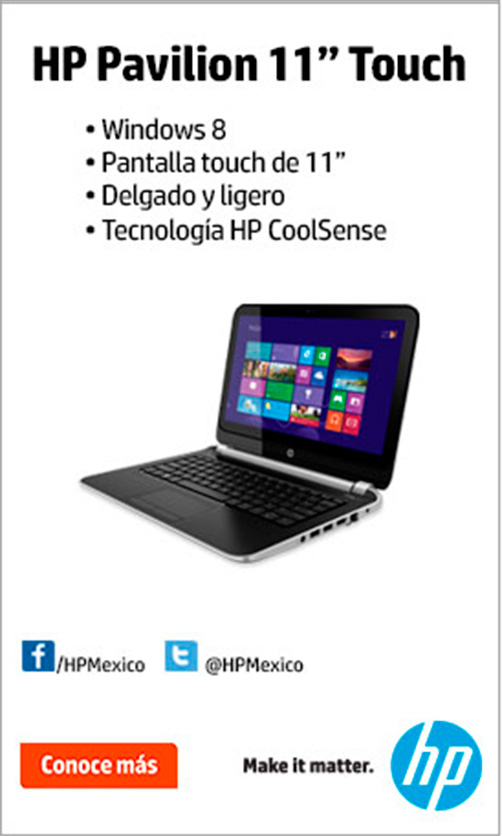 HP Pavilion 11” Touch
• Windows 8
• Pantalla touch de 11”
• Delgado y ligero
• Tecnología HP CoolSense
f /HPMexico t @HPMexico
Conoce más
Make it matter.
hp